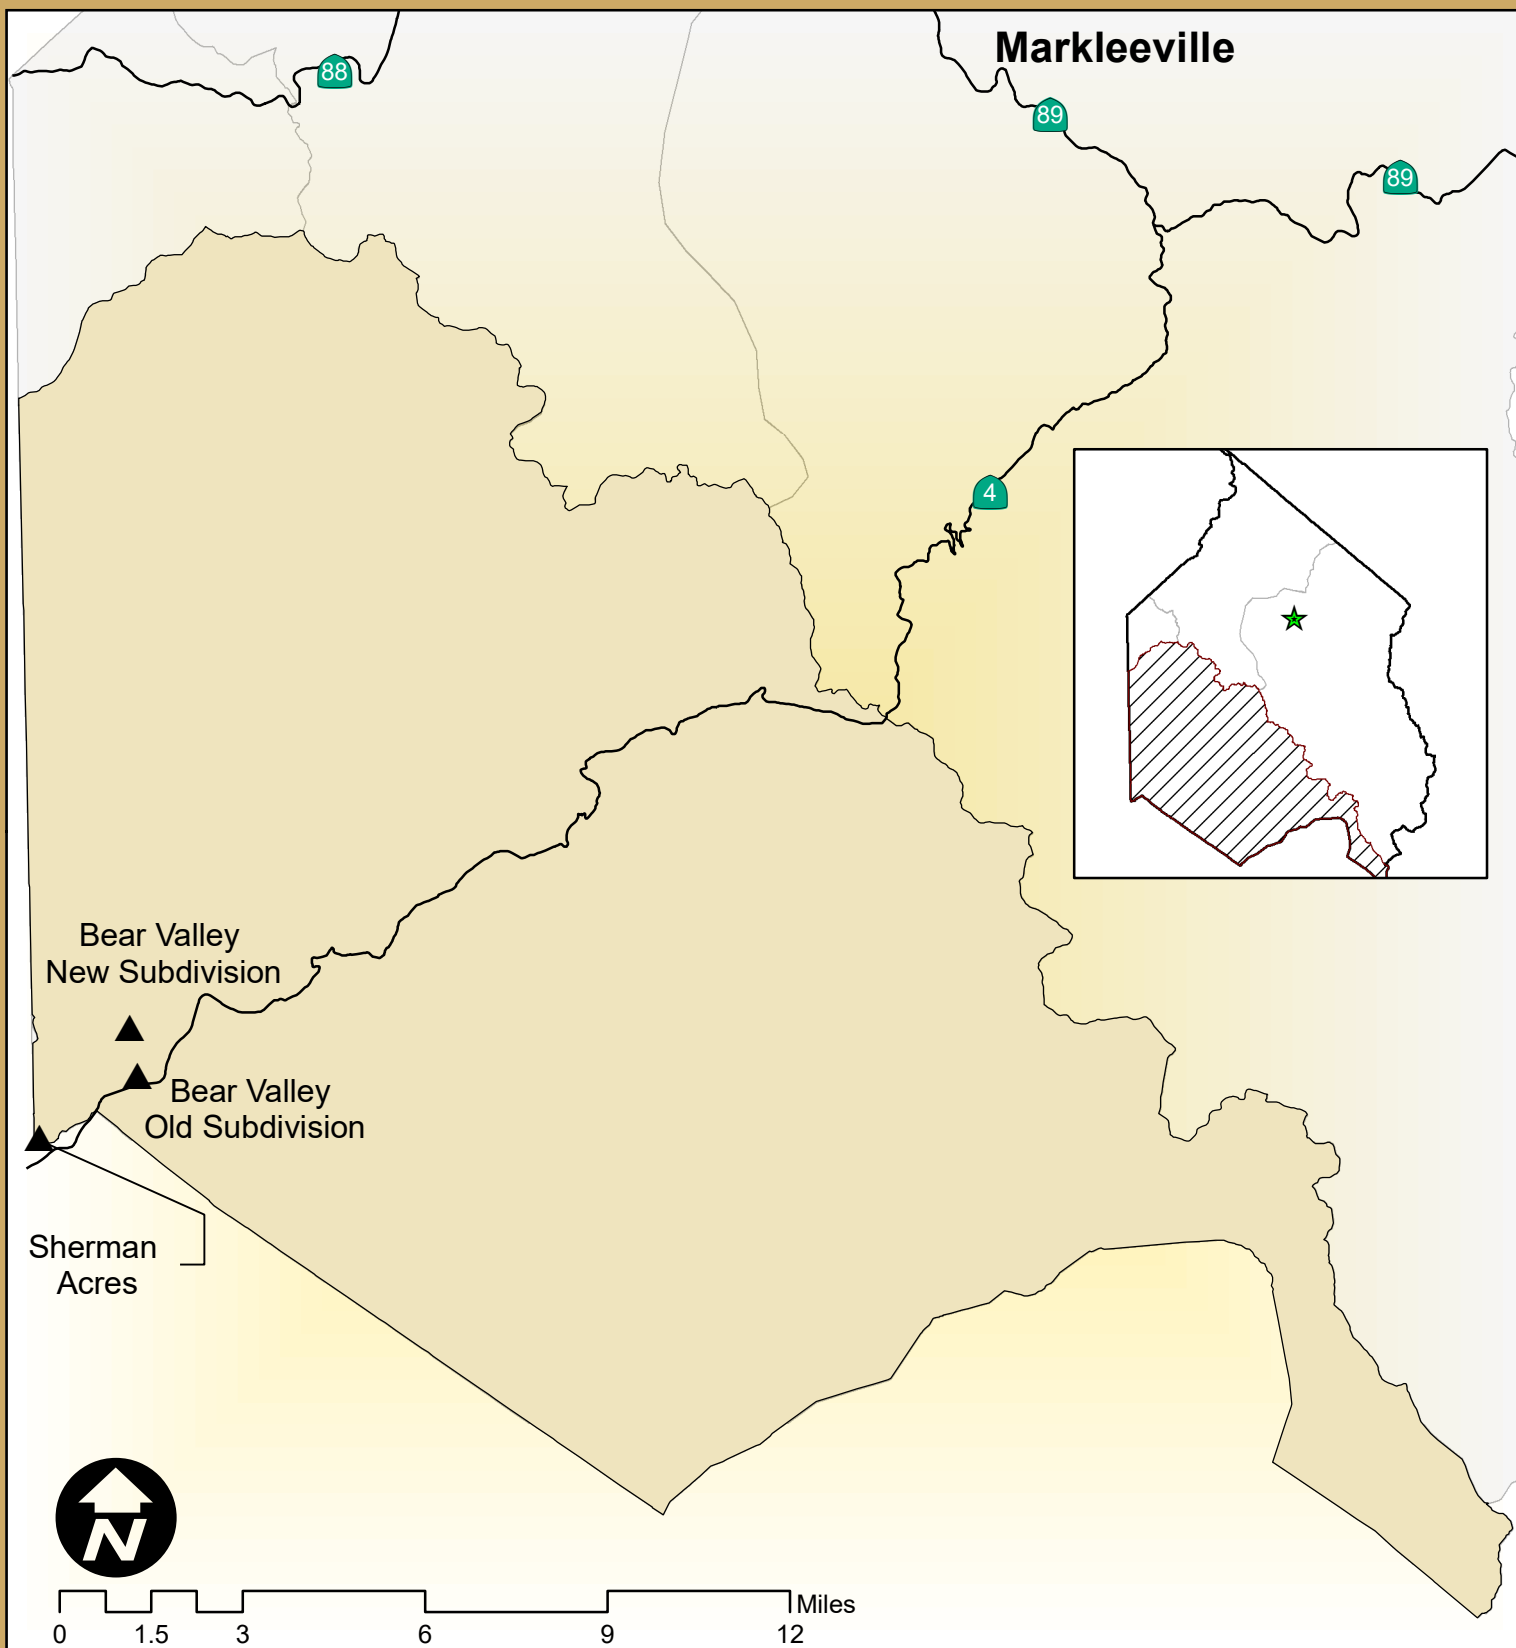 Markleeville
88
89
89
4
Bear Valley
New Subdivision
Bear Valley
Old Subdivision
Sherman
Acres
N
Miles
0 1.5 3 6 9 12